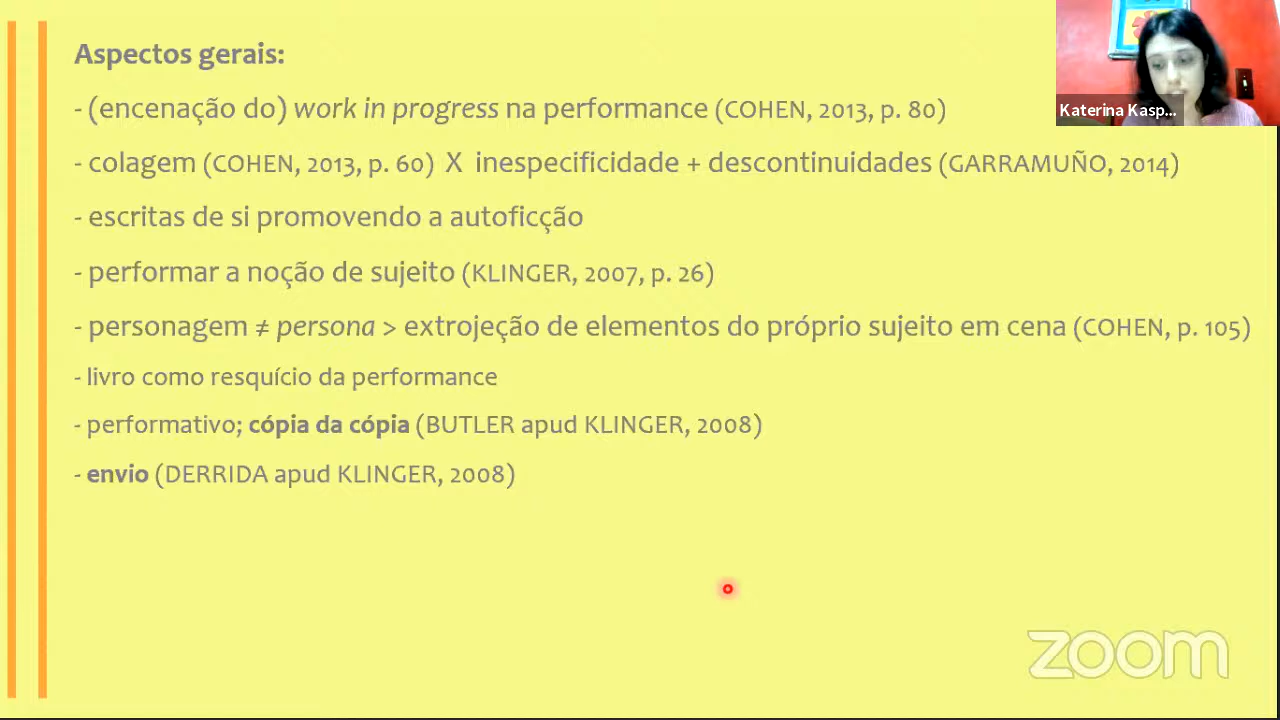 Aspectos gerais:
- (encenação do) work in progress na performance (COHEN, 2013, p. 80)
- colagem (COHEN, 2013, p. 60) X inespecificidade + descontinuidades (GARRAMUÑO, 2014)
- escritas de si promovendo a autoficção
- performar a noção de sujeito (KLINGER, 2007, p. 26)
- personagem ≠ persona > extrojeção de elementos do próprio sujeito em cena (COHEN, p. 105)
- livro como resquício da performance
- performativo; cópia da cópia (BUTLER apud KLINGER, 2008)
- envio (DERRIDA apud KLINGER, 2008)
Katerina Kasp...
zoom